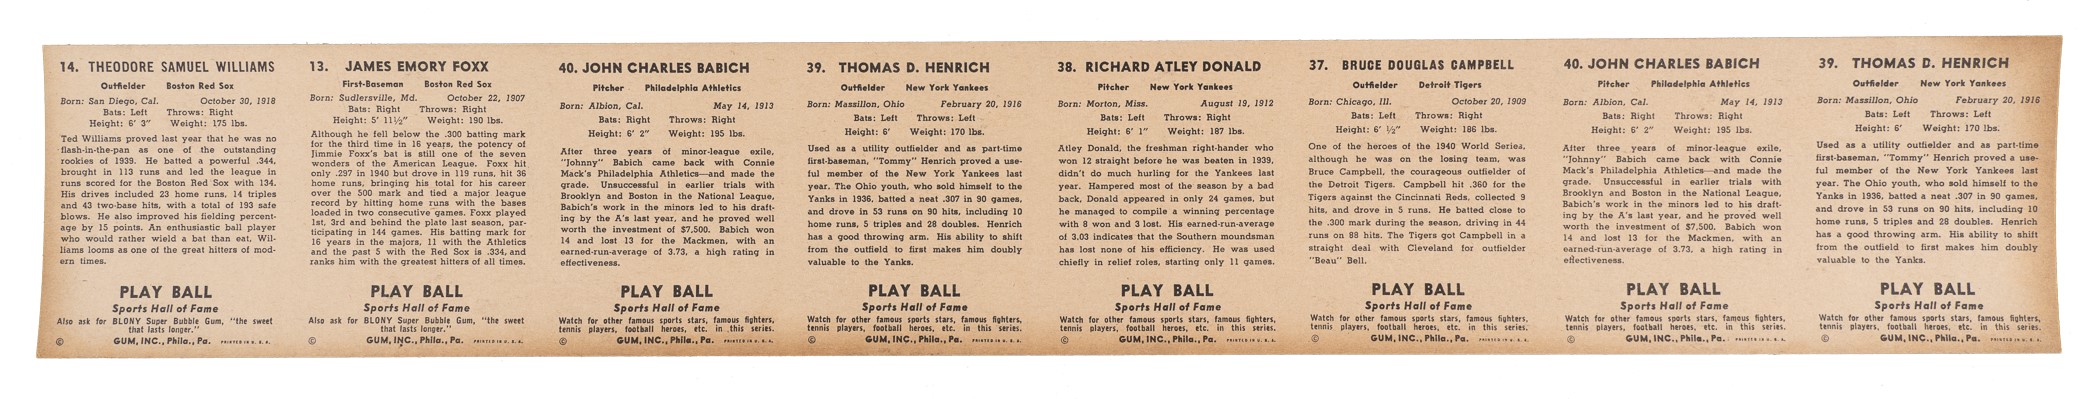 14. THEODORE SAMUEL WILLIAMS
Outfielder Boston Red Sox
Born: San Diego, Cal. October 30, 1918
Bats: Left Throws: Right
Height: 6' 3" Weight: 175 lbs.
Ted Williams proved last year that he was no
flash-in-the-pan as one of the outstanding
rookies of 1939. He batted a powerful .344,
brought in 113 runs and led the league in
runs scored for the Boston Red Sox with 134.
His drives included 23 home runs, 14 triples
and 43 two-base hits, with a total of 193 safe
blows. He also improved his fielding percent-
age by 15 points. An enthusiastic ball player
who would rather wield a bat than eat, Wil-
liams looms as one of the great hitters of mod-
ern times.
PLAY BALL
Sports Hall of Fame
Also ask for BLONY Super Bubble Gum, "the sweet
that lasts longer."
© GUM, INC., Phila., Pa. PRINTED IN U. S. A.
13. JAMES EMORY FOXX
First-Baseman Boston Red Sox
Born: Sudlersville, Md. October 22, 1907
Bats: Right Throws: Right
Height: 5' 11½" Weight: 190 lbs.
Although he fell below the .300 batting mark
for the third time in 16 years, the potency of
Jimmie Foxx's bat is still one of the seven
wonders of the American League. Foxx hit
only .297 in 1940 but drove in 119 runs, hit 36
home runs, bringing his total for his career
over the 500 mark and tied a major league
record by hitting home runs with the bases
loaded in two consecutive games. Foxx played
1st, 3rd and behind the plate last season, par-
ticipating in 144 games. His batting mark for
16 years in the majors, 11 with the Athletics
and the past 5 with the Red Sox is .334, and
ranks him with the greatest hitters of all times.
PLAY BALL
Sports Hall of Fame
Also ask for BLONY Super Bubble Gum, "the sweet
that lasts longer."
© GUM, INC., Phila., Pa. PRINTED IN U. S. A.
40. JOHN CHARLES BABICH
Pitcher Philadelphia Athletics
Born: Albion, Cal. May 14, 1913
Bats: Right Throws: Right
Height: 6' 2" Weight: 195 lbs.
After three years of minor-league exile,
"Johnny" Babich came back with Connie
Mack's Philadelphia Athletics—and made the
grade. Unsuccessful in earlier trials with
Brooklyn and Boston in the National League,
Babich's work in the minors led to his draft-
ing by the A's last year, and he proved well
worth the investment of $7,500. Babich won
14 and lost 13 for the Mackmen, with an
earned-run-average of 3.73, a high rating in
effectiveness.
PLAY BALL
Sports Hall of Fame
Watch for other famous sports stars, famous fighters,
tennis players, football heroes, etc. in this series.
© GUM, INC., Phila., Pa. PRINTED IN U. S. A.
39. THOMAS D. HENRICH
Outfielder New York Yankees
Born: Massillon, Ohio February 20, 1916
Bats: Left Throws: Left
Height: 6' Weight: 170 lbs.
Used as a utility outfielder and as part-time
first-baseman, "Tommy" Henrich proved a use-
ful member of the New York Yankees last
year. The Ohio youth, who sold himself to the
Yanks in 1936, batted a neat .307 in 90 games,
and drove in 53 runs on 90 hits, including 10
home runs, 5 triples and 28 doubles. Henrich
has a good throwing arm. His ability to shift
from the outfield to first makes him doubly
valuable to the Yanks.
PLAY BALL
Sports Hall of Fame
Watch for other famous sports stars, famous fighters,
tennis players, football heroes, etc. in this series.
© GUM, INC., Phila., Pa. PRINTED IN U. S. A.
38. RICHARD ATLEY DONALD
Pitcher New York Yankees
Born: Morton, Miss. August 19, 1912
Bats: Left Throws: Right
Height: 6' 1" Weight: 187 lbs.
Atley Donald, the freshman right-hander who
won 12 straight before he was beaten in 1939,
didn't do much hurling for the Yankees last
year. Hampered most of the season by a bad
back, Donald appeared in only 24 games, but
he managed to compile a winning percentage
with 8 won and 3 lost. His earned-run-average
of 3.03 indicates that the Southern moundsman
has lost none of his efficiency. He was used
chiefly in relief roles, starting only 11 games.
PLAY BALL
Sports Hall of Fame
Watch for other famous sports stars, famous fighters,
tennis players, football heroes, etc. in this series.
© GUM, INC., Phila., Pa. PRINTED IN U. S. A.
37. BRUCE DOUGLAS CAMPBELL
Outfielder Detroit Tigers
Born: Chicago, Ill. October 20, 1909
Bats: Left Throws: Right
Height: 6' ½" Weight: 186 lbs.
One of the heroes of the 1940 World Series,
although he was on the losing team, was
Bruce Campbell, the courageous outfielder of
the Detroit Tigers. Campbell hit .360 for the
Tigers against the Cincinnati Reds, collected 9
hits, and drove in 5 runs. He batted close to
the .300 mark during the season, driving in 44
runs on 88 hits. The Tigers got Campbell in a
straight deal with Cleveland for outfielder
"Beau" Bell.
PLAY BALL
Sports Hall of Fame
Watch for other famous sports stars, famous fighters,
tennis players, football heroes, etc. in this series.
© GUM, INC., Phila., Pa. PRINTED IN U. S. A.
40. JOHN CHARLES BABICH
Pitcher Philadelphia Athletics
Born: Albion, Cal. May 14, 1913
Bats: Right Throws: Right
Height: 6' 2" Weight: 195 lbs.
After three years of minor-league exile,
"Johnny" Babich came back with Connie
Mack's Philadelphia Athletics—and made the
grade. Unsuccessful in earlier trials with
Brooklyn and Boston in the National League,
Babich's work in the minors led to his draft-
ing by the A's last year, and he proved well
worth the investment of $7,500. Babich won
14 and lost 13 for the Mackmen, with an
earned-run-average of 3.73, a high rating in
effectiveness.
PLAY BALL
Sports Hall of Fame
Watch for other famous sports stars, famous fighters,
tennis players, football heroes, etc. in this series.
© GUM, INC., Phila., Pa. PRINTED IN U. S. A.
39. THOMAS D. HENRICH
Outfielder New York Yankees
Born: Massillon, Ohio February 20, 1916
Bats: Left Throws: Left
Height: 6' Weight: 170 lbs.
Used as a utility outfielder and as part-time
first-baseman, "Tommy" Henrich proved a use-
ful member of the New York Yankees last
year. The Ohio youth, who sold himself to the
Yanks in 1936, batted a neat .307 in 90 games,
and drove in 53 runs on 90 hits, including 10
home runs, 5 triples and 28 doubles. Henrich
has a good throwing arm. His ability to shift
from the outfield to first makes him doubly
valuable to the Yanks.
PLAY BALL
Sports Hall of Fame
Watch for other famous sports stars, famous fighters,
tennis players, football heroes, etc. in this series.
© GUM, INC., Phila., Pa. PRINTED IN U. S. A.